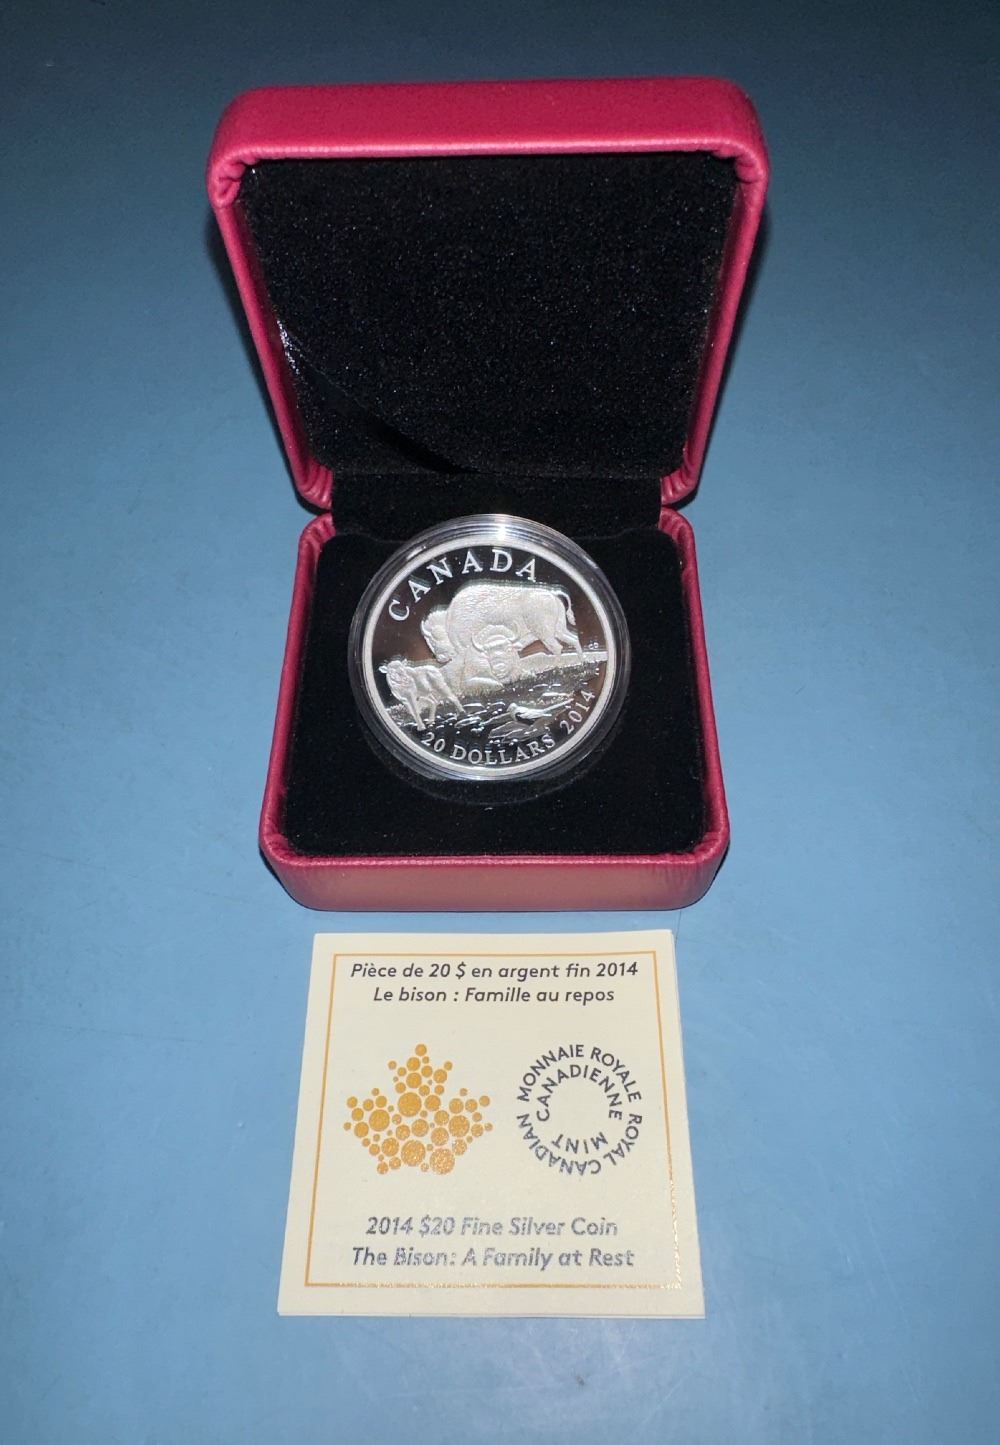 CANADA
20 DOLLARS 2014
Pièce de 20 $ en argent fin 2014
Le bison : Famille au repos
MONNAIE ROYALE CANADIENNE
ROYAL CANADIAN MINT
2014 $20 Fine Silver Coin
The Bison: A Family at Rest